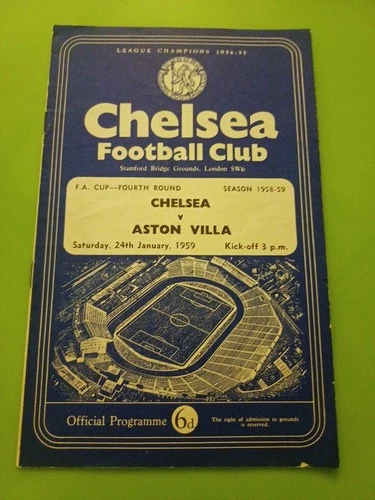 LEAGUE CHAMPIONS 1954-55
Chelsea
Football Club
Stamford Bridge Grounds, London SW6
F.A. CUP—FOURTH ROUND SEASON 1958-59
CHELSEA
v
ASTON VILLA
Saturday, 24th January, 1959 Kick-off 3 p.m.
Official Programme 6d
The right of admission to grounds
is reserved.